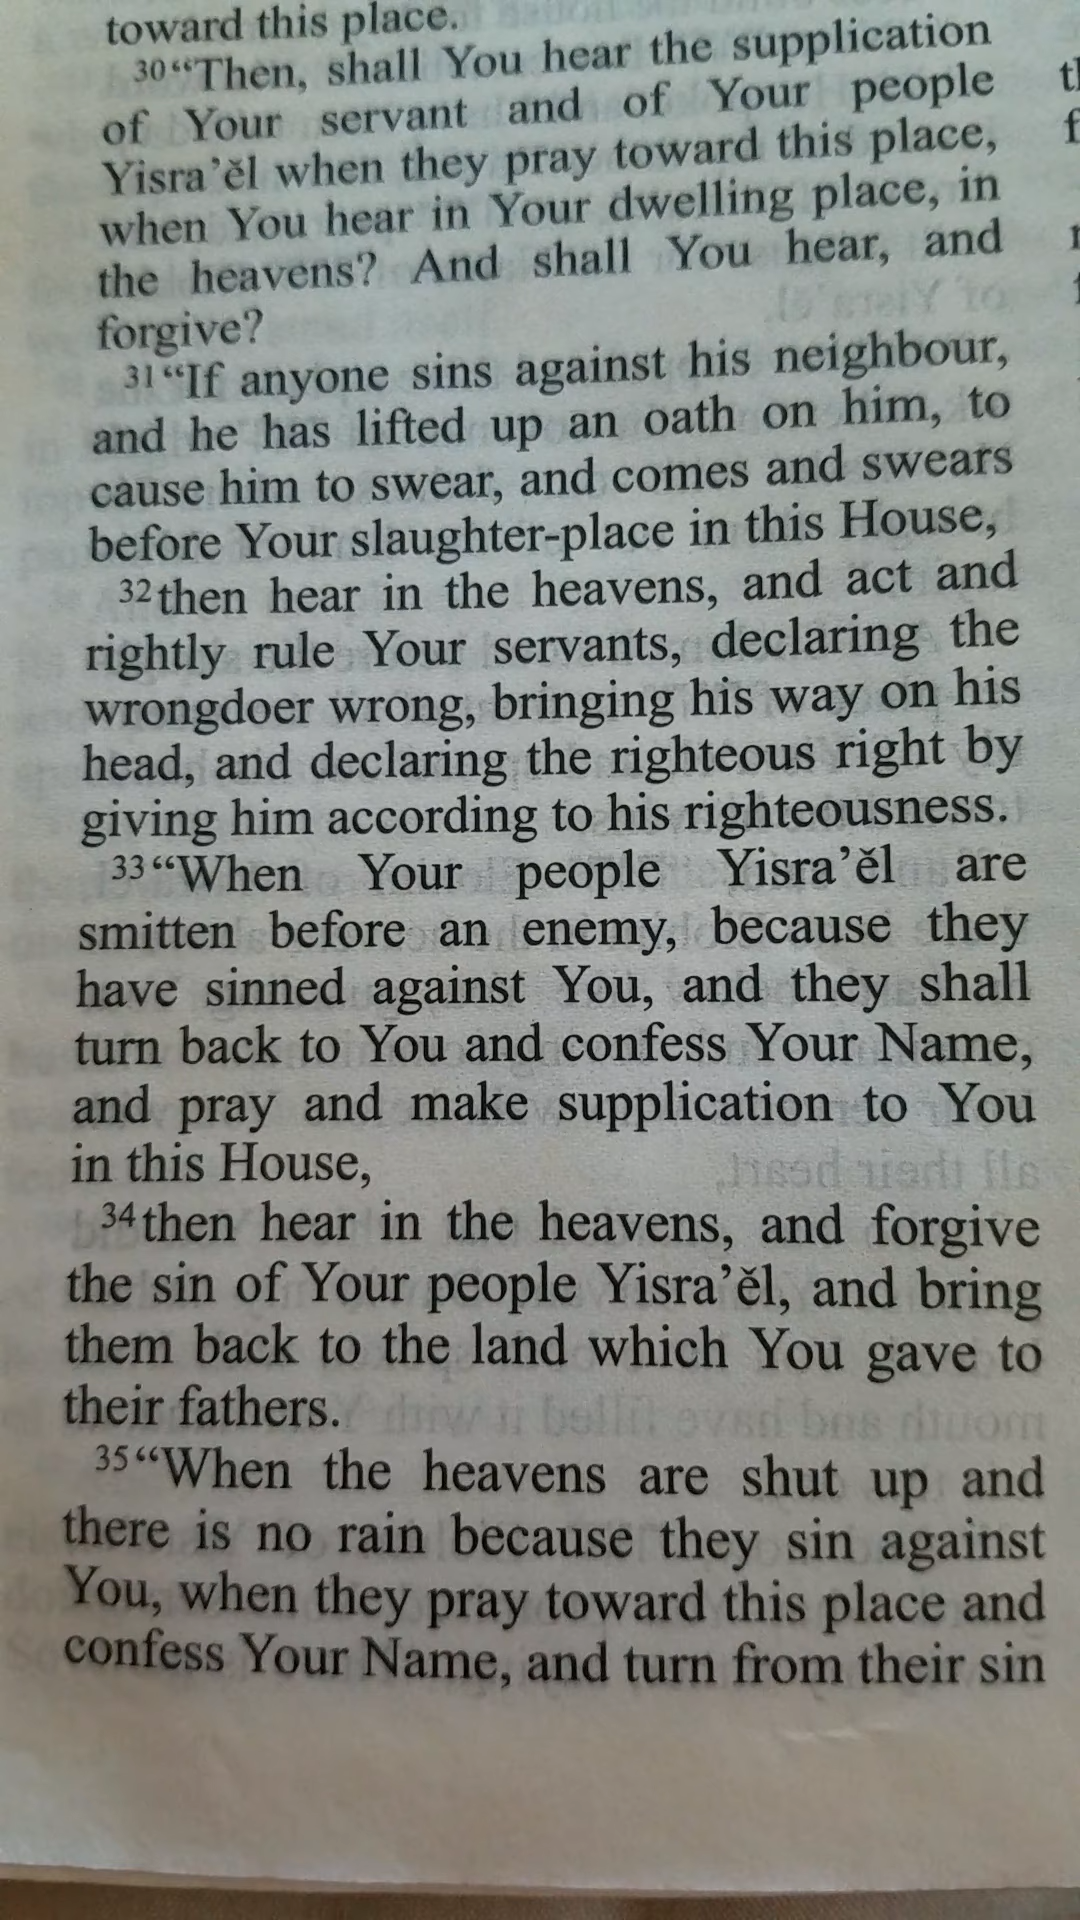 toward this place.
30“Then, shall You hear the supplication
of Your servant and of Your people
Yisra’ĕl when they pray toward this place,
when You hear in Your dwelling place, in
the heavens? And shall You hear, and
forgive?
31“If anyone sins against his neighbour,
and he has lifted up an oath on him, to
cause him to swear, and comes and swears
before Your slaughter-place in this House,
32then hear in the heavens, and act and
rightly rule Your servants, declaring the
wrongdoer wrong, bringing his way on his
head, and declaring the righteous right by
giving him according to his righteousness.
33“When Your people Yisra’ĕl are
smitten before an enemy, because they
have sinned against You, and they shall
turn back to You and confess Your Name,
and pray and make supplication to You
in this House,
34then hear in the heavens, and forgive
the sin of Your people Yisra’ĕl, and bring
them back to the land which You gave to
their fathers.
35“When the heavens are shut up and
there is no rain because they sin against
You, when they pray toward this place and
confess Your Name, and turn from their sin